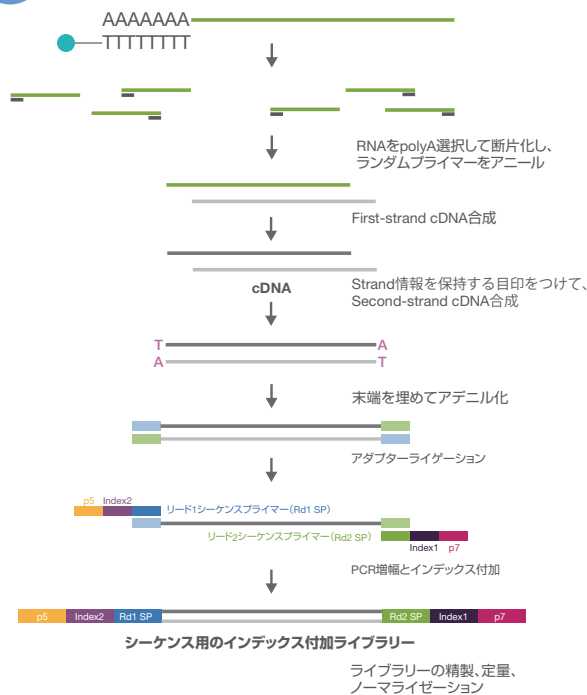 AAAAAAA
TTTTTTTT
RNAをpolyA選択して断片化し、
ランダムプライマーをアニール
First-strand cDNA合成
cDNA
Strand情報を保持する目印をつけて、
Second-strand cDNA合成
T A
A T
末端を埋めてアデニル化
アダプターライゲーション
p5 Index2
リード1シーケンスプライマー(Rd1 SP)
リード2シーケンスプライマー(Rd2 SP)
Index1 p7
PCR増幅とインデックス付加
p5 Index2 Rd1 SP Rd2 SP Index1 p7
シーケンス用のインデックス付加ライブラリー
ライブラリーの精製、定量、
ノーマライゼーション